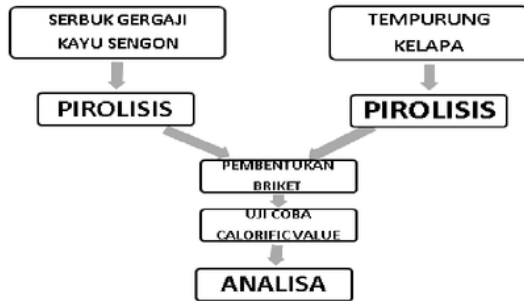 SERBUK GERGAJI
KAYU SENGON
TEMPURUNG
KELAPA
PIROLISIS
PIROLISIS
PEMBENTUKAN
BRIKET
UJI COBA
CALORIFIC VALUE
ANALISA